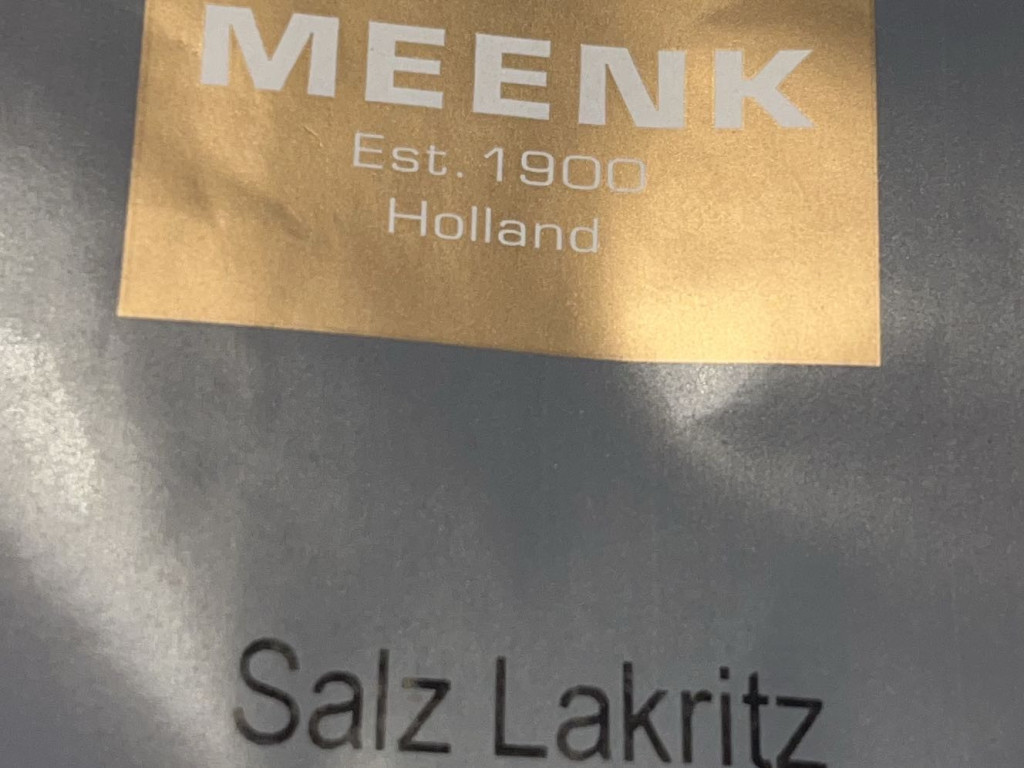 MEENK
Est. 1900
Holland
Salz Lakritz